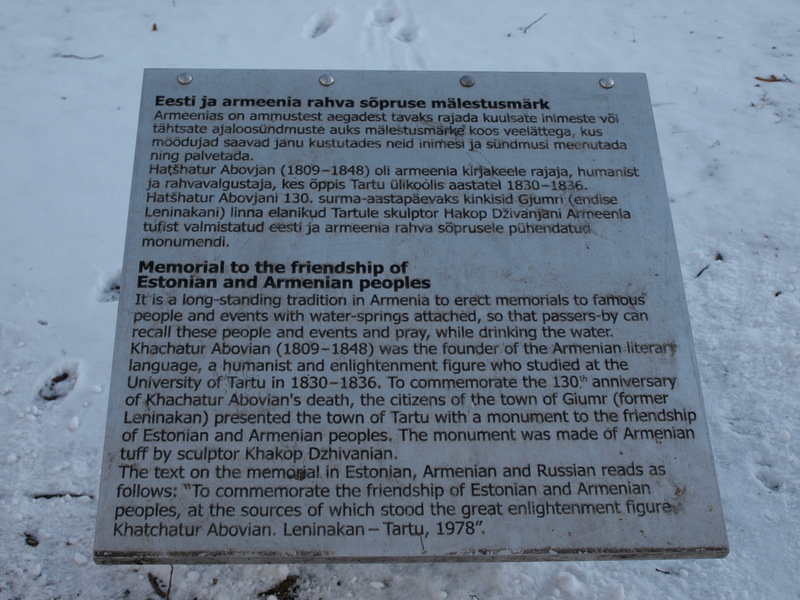 Eesti ja armeenia rahva sõpruse mälestusmärk
Armeenias on ammustest aegadest tavaks rajada kuulsate inimeste või
tähtsate ajaloosündmuste auks mälestusmärke koos veelättega, kus
möödujad saavad janu kustutades neid inimesi ja sündmusi meenutada
ning palvetada.
Hatšhatur Abovjan (1809–1848) oli armeenia kirjakeele rajaja, humanist
ja rahvavalgustaja, kes õppis Tartu ülikoolis aastatel 1830–1836.
Hatšhatur Abovjani 130. surma-aastapäevaks kinkisid Gjumri (endise
Leninakani) linna elanikud Tartule skulptor Hakop Dživanjani Armeenia
tufist valmistatud eesti ja armeenia rahva sõprusele pühendatud
monumendi.
Memorial to the friendship of
Estonian and Armenian peoples
It is a long-standing tradition in Armenia to erect memorials to famous
people and events with water-springs attached, so that passers-by can
recall these people and events and pray, while drinking the water.
Khachatur Abovian (1809–1848) was the founder of the Armenian literary
language, a humanist and enlightenment figure who studied at the
University of Tartu in 1830–1836. To commemorate the 130th anniversary
of Khachatur Abovian's death, the citizens of the town of Giumr (former
Leninakan) presented the town of Tartu with a monument to the friendship
of Estonian and Armenian peoples. The monument was made of Armenian
tuff by sculptor Khakop Dzhivanian.
The text on the memorial in Estonian, Armenian and Russian reads as
follows: “To commemorate the friendship of Estonian and Armenian
peoples, at the sources of which stood the great enlightenment figure
Khatchatur Abovian. Leninakan – Tartu, 1978”.